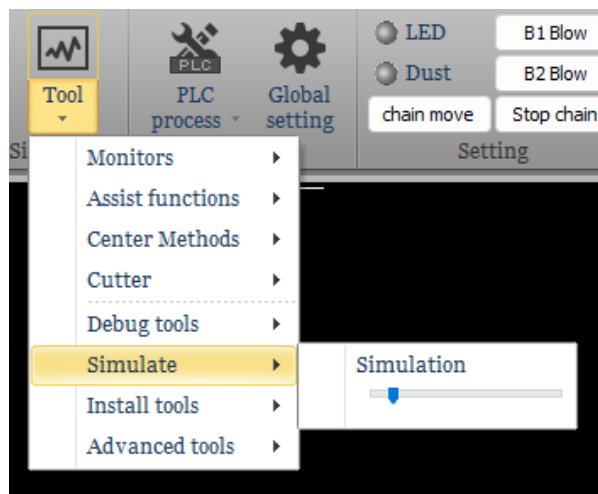 LED
B1 Blow
PLC
Dust
B2 Blow
Tool
PLC
process
Global
setting
chain move
Stop chain
Si
Setting
Monitors
Assist functions
Center Methods
Cutter
Debug tools
Simulate
Simulation
Install tools
Advanced tools